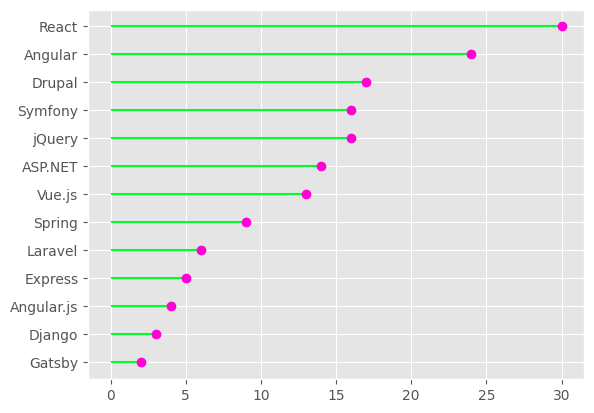 React
Angular
Drupal
Symfony
jQuery
ASP.NET
Vue.js
Spring
Laravel
Express
Angular.js
Django
Gatsby
0 5 10 15 20 25 30